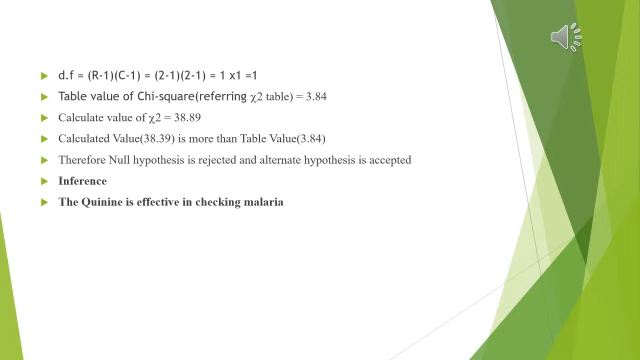 d.f = (R-1)(C-1) = (2-1)(2-1) = 1 x1 =1
Table value of Chi-square(referring χ2 table) = 3.84
Calculate value of χ2 = 38.89
Calculated Value(38.39) is more than Table Value(3.84)
Therefore Null hypothesis is rejected and alternate hypothesis is accepted
Inference
The Quinine is effective in checking malaria